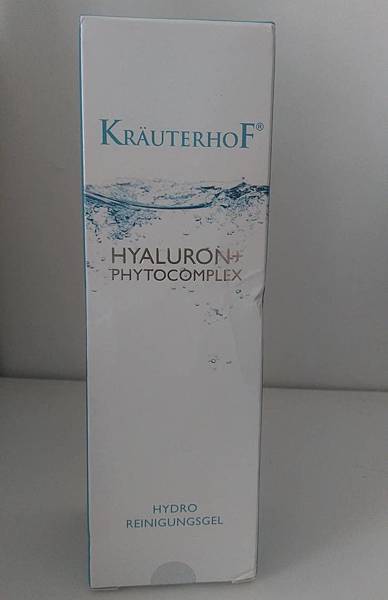 KRÄUTERHOF®
HYALURON+
PHYTOCOMPLEX
HYDRO
REINIGUNGSGEL